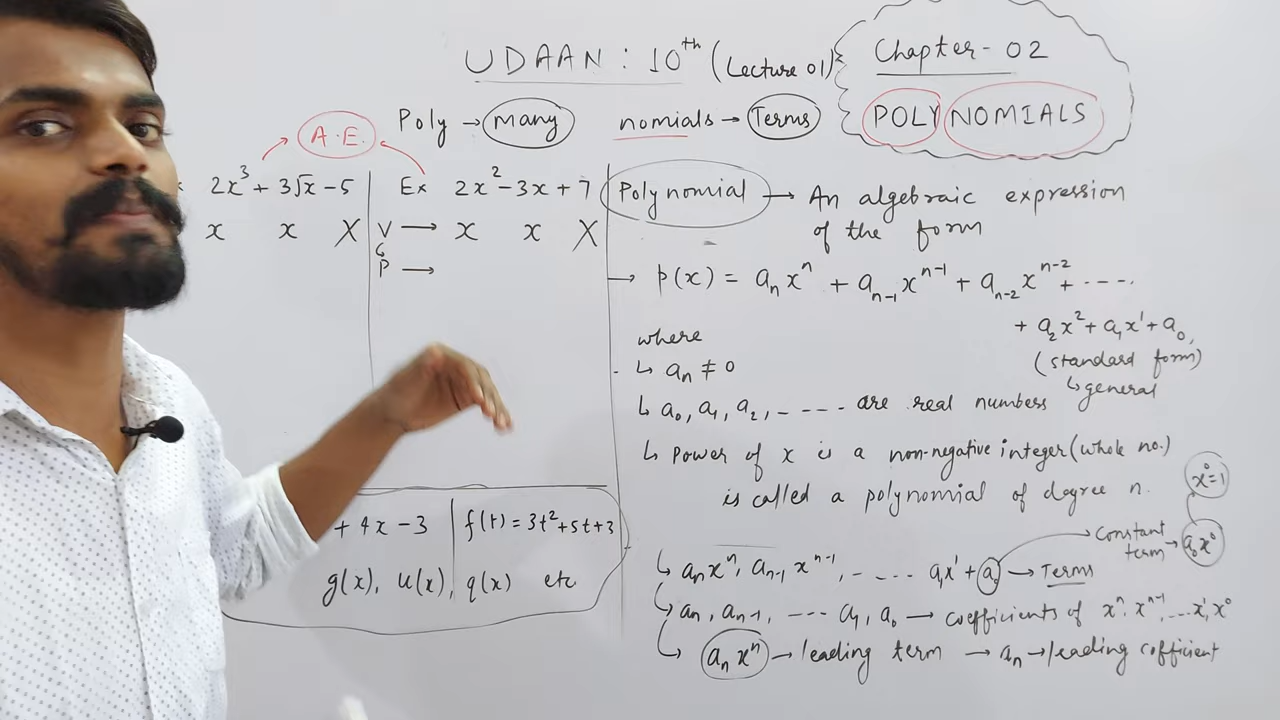 UDAAN : 10th (Lecture 01)
Chapter - 02
POLYNOMIALS
Poly → Many nomials → Terms
A.E.
2x³ + 3√x - 5
x x X
Ex 2x² - 3x + 7
V → x x X
P →
Polynomial → An algebraic expression
of the form
→ p(x) = aₙxⁿ + aₙ₋₁xⁿ⁻¹ + aₙ₋₂xⁿ⁻² + - - - -
+ a₂x² + a₁x¹ + a₀,
(standard form)
↳ general
where
↳ aₙ ≠ 0
↳ a₀, a₁, a₂, - - - - - are real numbers
↳ Power of x is a non-negative integer (whole no.)
is called a polynomial of degree n.
x⁰=1
+ 4x - 3 | f(t) = 3t² + 5t + 3
g(x), u(x), q(x) etc
Constant term → a₀x⁰
↳ aₙxⁿ, aₙ₋₁xⁿ⁻¹, - - - - - a₁x¹ + a₀ → Terms
aₙ, aₙ₋₁, - - - a₁, a₀ → coefficients of xⁿ, xⁿ⁻¹, ... x¹, x⁰
aₙxⁿ → leading term → aₙ → leading cofficient